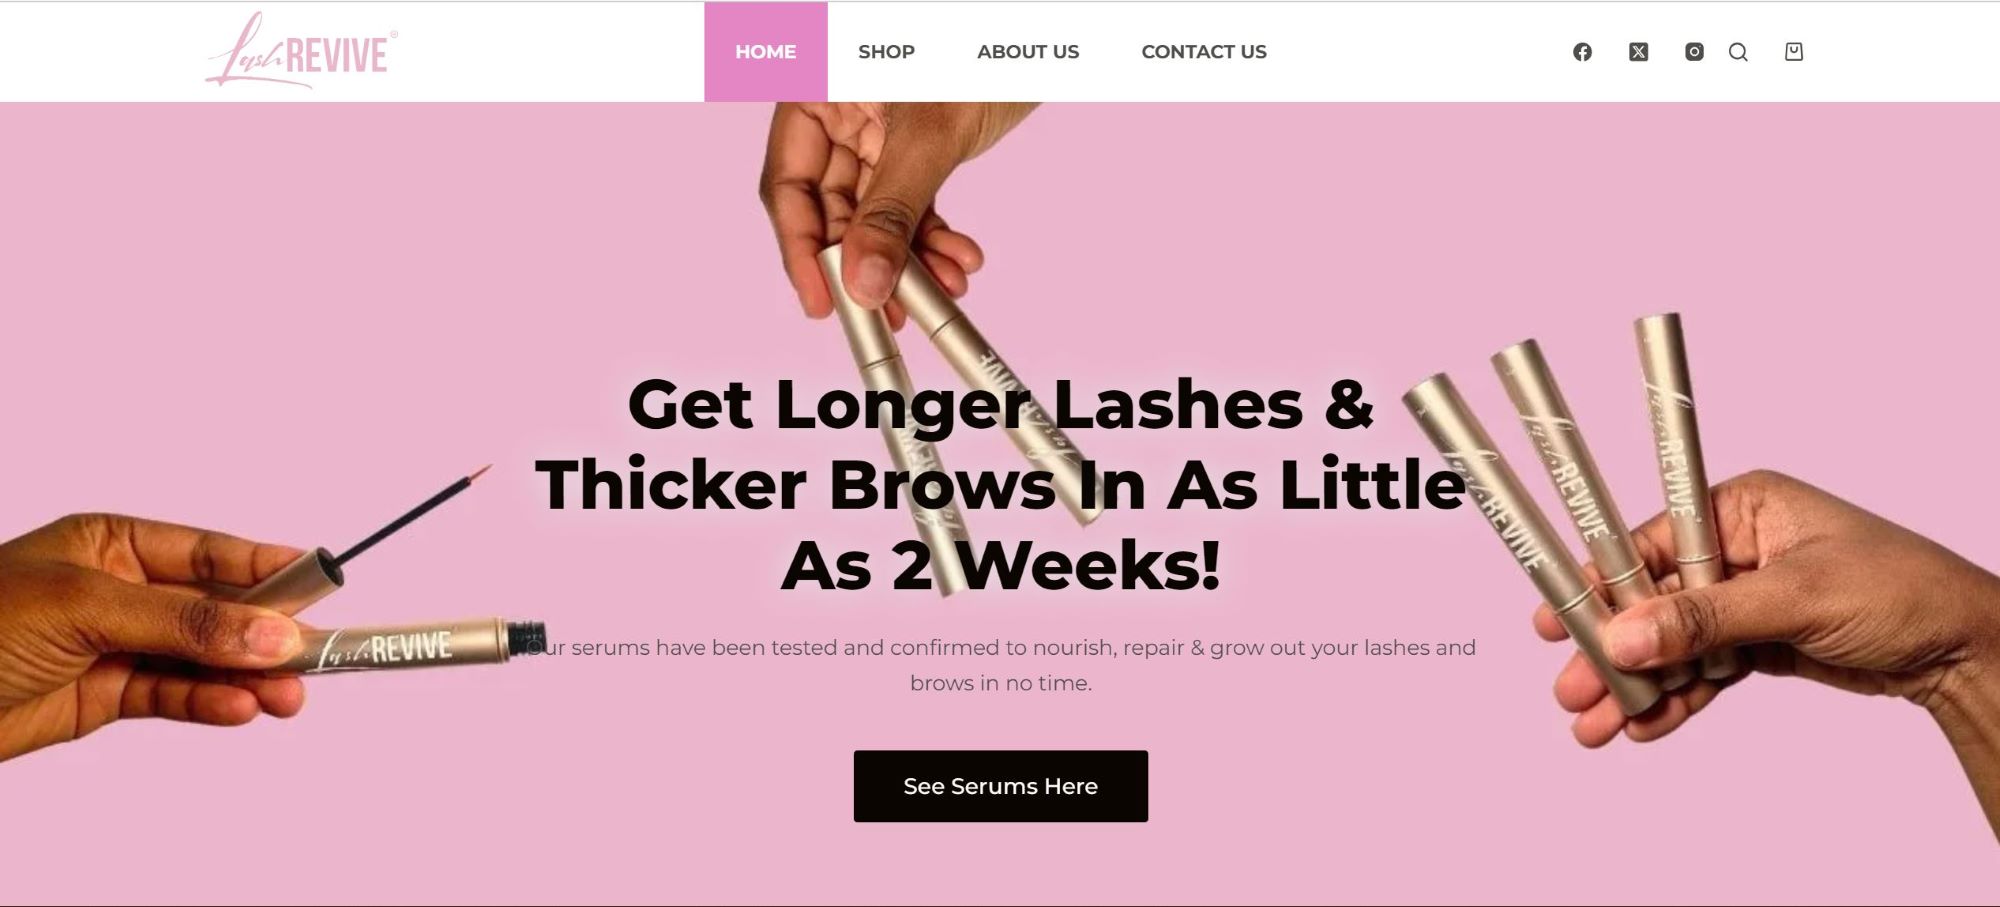 Lash REVIVE®
HOME
SHOP
ABOUT US
CONTACT US
REVIVE
Lash
REVIVE
Lash
Get Longer Lashes &
Thicker Brows In As Little
As 2 Weeks!
Lash REVIVE
Lash REVIVE
Lash REVIVE
Lash REVIVE
Our serums have been tested and confirmed to nourish, repair & grow out your lashes and
brows in no time.
See Serums Here